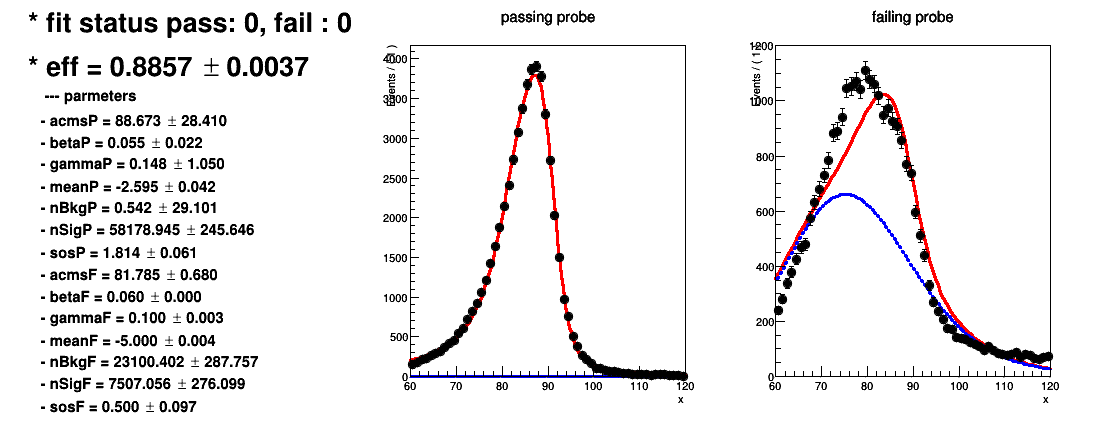 * fit status pass: 0, fail : 0
* eff = 0.8857 ± 0.0037
--- parmeters
- acmsP = 88.673 ± 28.410
- betaP = 0.055 ± 0.022
- gammaP = 0.148 ± 1.050
- meanP = -2.595 ± 0.042
- nBkgP = 0.542 ± 29.101
- nSigP = 58178.945 ± 245.646
- sosP = 1.814 ± 0.061
- acmsF = 81.785 ± 0.680
- betaF = 0.060 ± 0.000
- gammaF = 0.100 ± 0.003
- meanF = -5.000 ± 0.004
- nBkgF = 23100.402 ± 287.757
- nSigF = 7507.056 ± 276.099
- sosF = 0.500 ± 0.097
passing probe
4000
3500
3000
2500
2000
1500
1000
500
0
60 70 80 90 100 110 120
x
failing probe
Events / ( 1 )
1200
1000
800
600
400
200
0
60 70 80 90 100 110 120
x